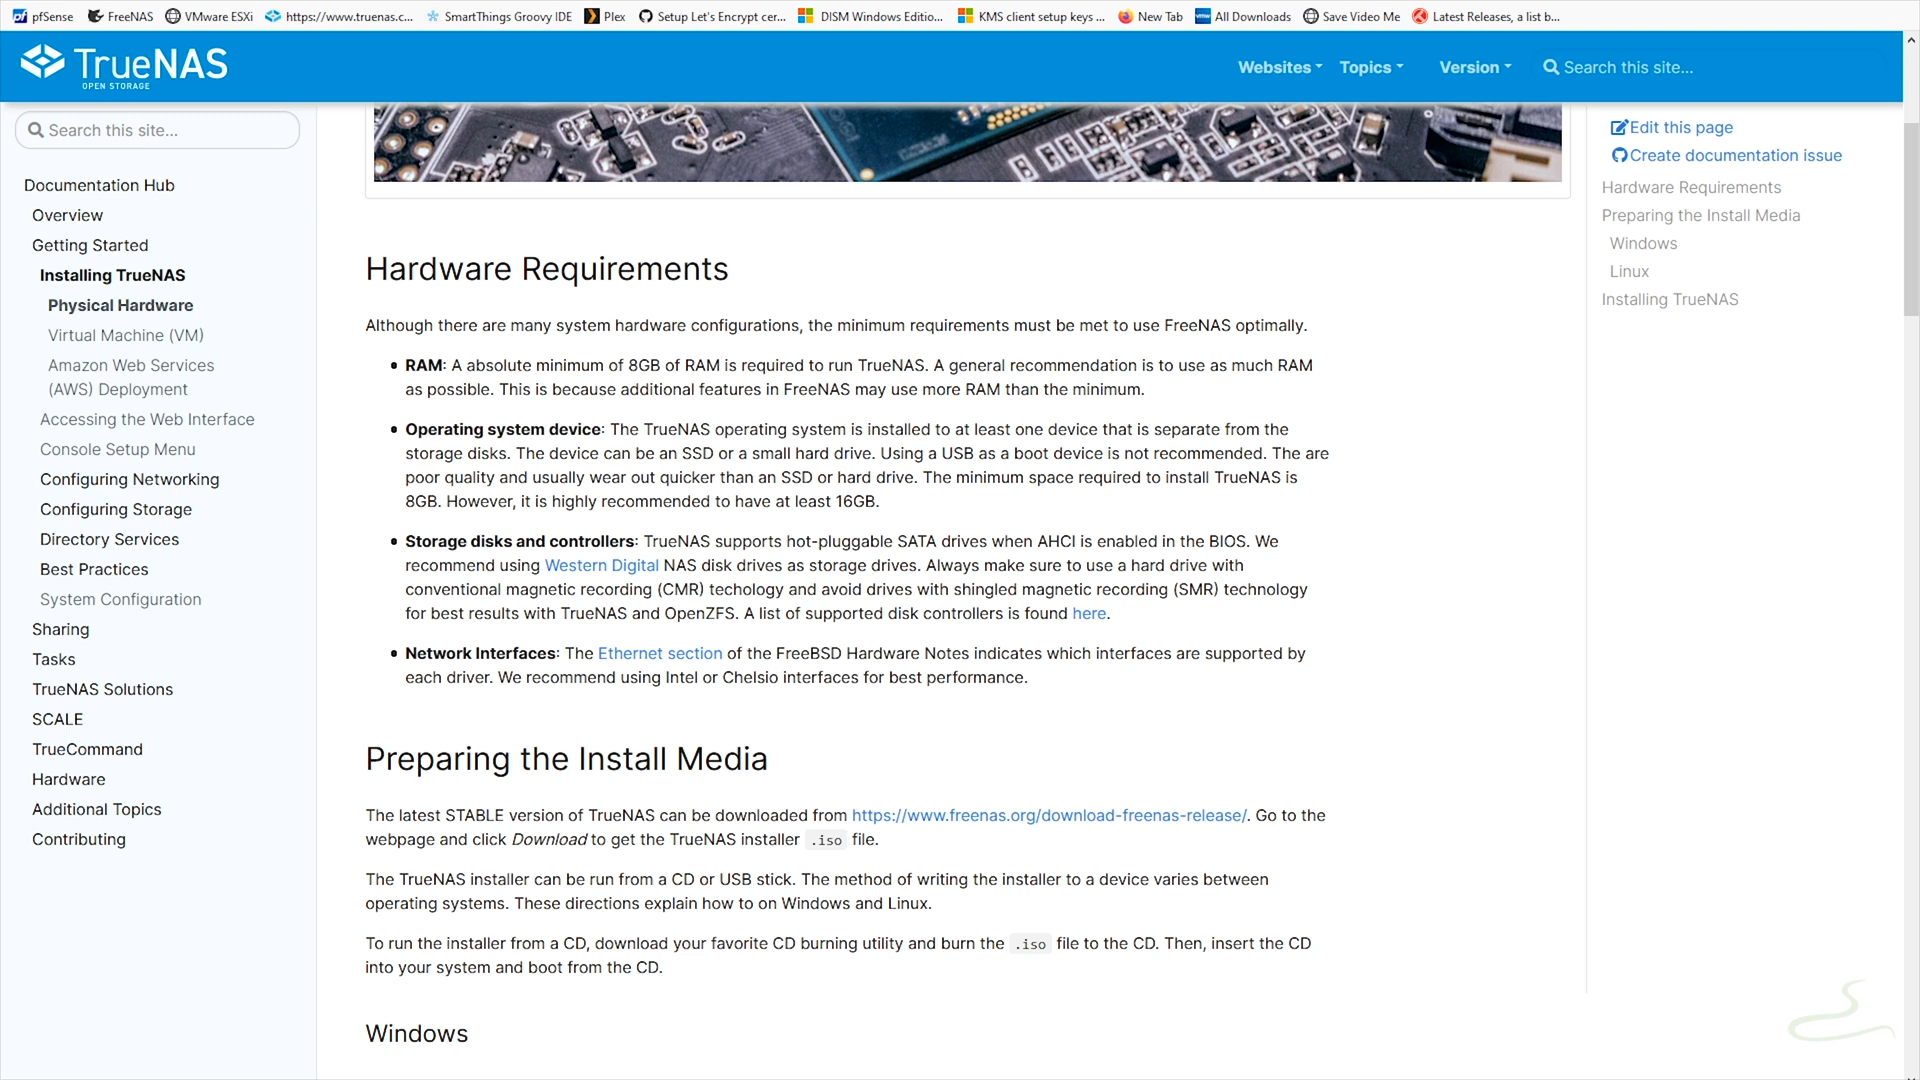 pfSense FreeNAS VMware ESXi https://www.truenas.c... SmartThings Groovy IDE Plex Setup Let's Encrypt cer... DISM Windows Editio... KMS client setup keys ... New Tab All Downloads Save Video Me Latest Releases, a list b...
TrueNAS
OPEN STORAGE
Websites Topics Version Search this site...
Search this site...
Documentation Hub
Overview
Getting Started
Installing TrueNAS
Physical Hardware
Virtual Machine (VM)
Amazon Web Services
(AWS) Deployment
Accessing the Web Interface
Console Setup Menu
Configuring Networking
Configuring Storage
Directory Services
Best Practices
System Configuration
Sharing
Tasks
TrueNAS Solutions
SCALE
TrueCommand
Hardware
Additional Topics
Contributing
Hardware Requirements
Although there are many system hardware configurations, the minimum requirements must be met to use FreeNAS optimally.
• RAM: A absolute minimum of 8GB of RAM is required to run TrueNAS. A general recommendation is to use as much RAM
as possible. This is because additional features in FreeNAS may use more RAM than the minimum.
• Operating system device: The TrueNAS operating system is installed to at least one device that is separate from the
storage disks. The device can be an SSD or a small hard drive. Using a USB as a boot device is not recommended. The are
poor quality and usually wear out quicker than an SSD or hard drive. The minimum space required to install TrueNAS is
8GB. However, it is highly recommended to have at least 16GB.
• Storage disks and controllers: TrueNAS supports hot-pluggable SATA drives when AHCI is enabled in the BIOS. We
recommend using Western Digital NAS disk drives as storage drives. Always make sure to use a hard drive with
conventional magnetic recording (CMR) techology and avoid drives with shingled magnetic recording (SMR) technology
for best results with TrueNAS and OpenZFS. A list of supported disk controllers is found here.
• Network Interfaces: The Ethernet section of the FreeBSD Hardware Notes indicates which interfaces are supported by
each driver. We recommend using Intel or Chelsio interfaces for best performance.
Preparing the Install Media
The latest STABLE version of TrueNAS can be downloaded from https://www.freenas.org/download-freenas-release/. Go to the
webpage and click Download to get the TrueNAS installer .iso file.
The TrueNAS installer can be run from a CD or USB stick. The method of writing the installer to a device varies between
operating systems. These directions explain how to on Windows and Linux.
To run the installer from a CD, download your favorite CD burning utility and burn the .iso file to the CD. Then, insert the CD
into your system and boot from the CD.
Windows
Edit this page
Create documentation issue
Hardware Requirements
Preparing the Install Media
Windows
Linux
Installing TrueNAS